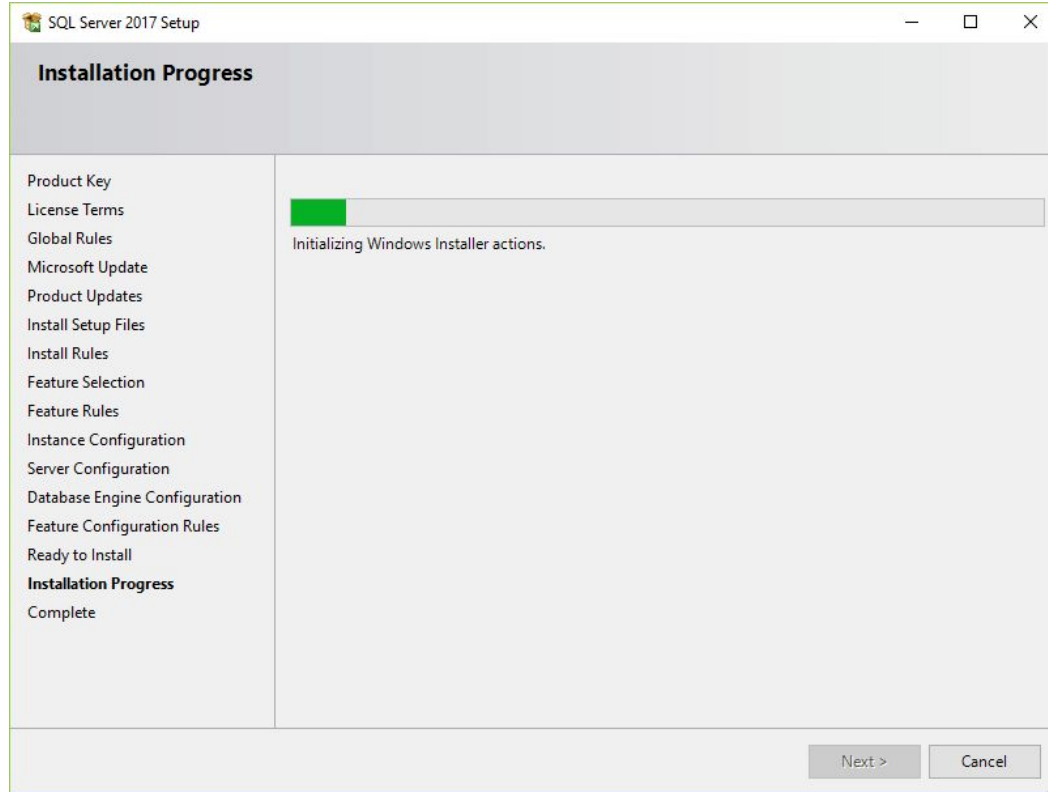 SQL Server 2017 Setup
Installation Progress
Product Key
License Terms
Global Rules
Microsoft Update
Product Updates
Install Setup Files
Install Rules
Feature Selection
Feature Rules
Instance Configuration
Server Configuration
Database Engine Configuration
Feature Configuration Rules
Ready to Install
Installation Progress
Complete
Initializing Windows Installer actions.
Next >
Cancel